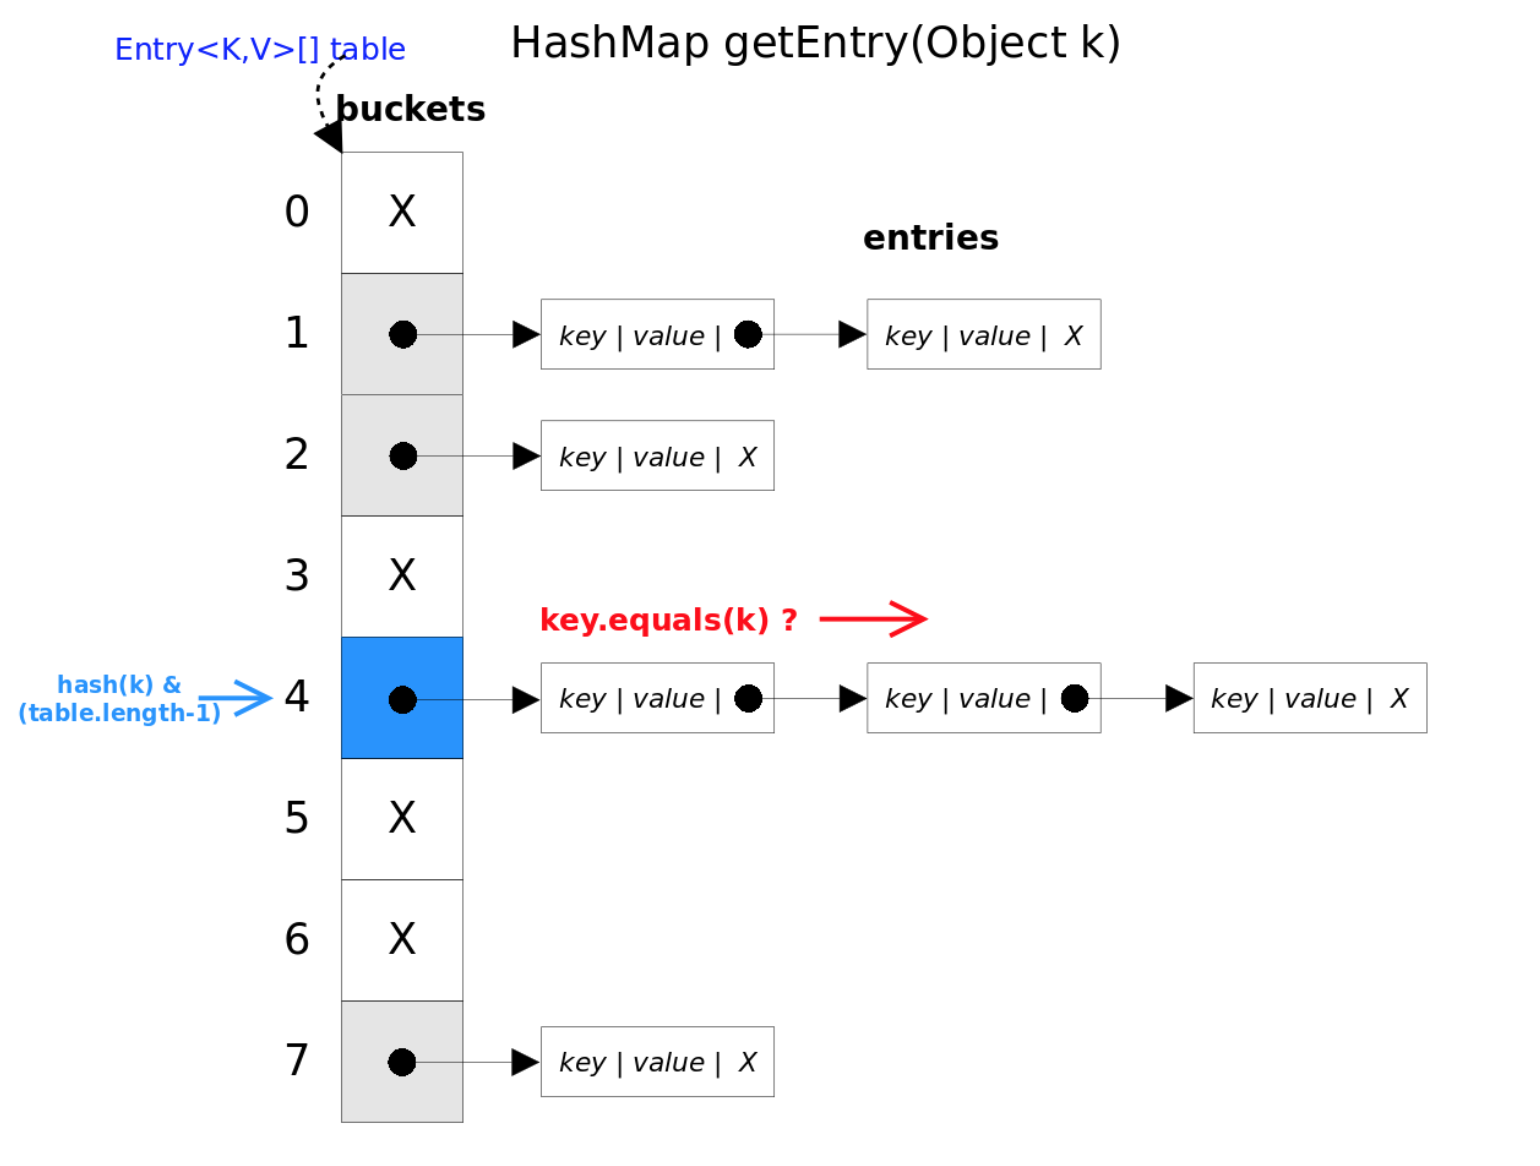 HashMap getEntry(Object k)
Entry<K,V>[] table
buckets
0 X
entries
1 key | value | key | value | X
2 key | value | X
3 X
key.equals(k) ?
hash(k) &
(table.length-1)
4 key | value | key | value | key | value | X
5 X
6 X
7 key | value | X